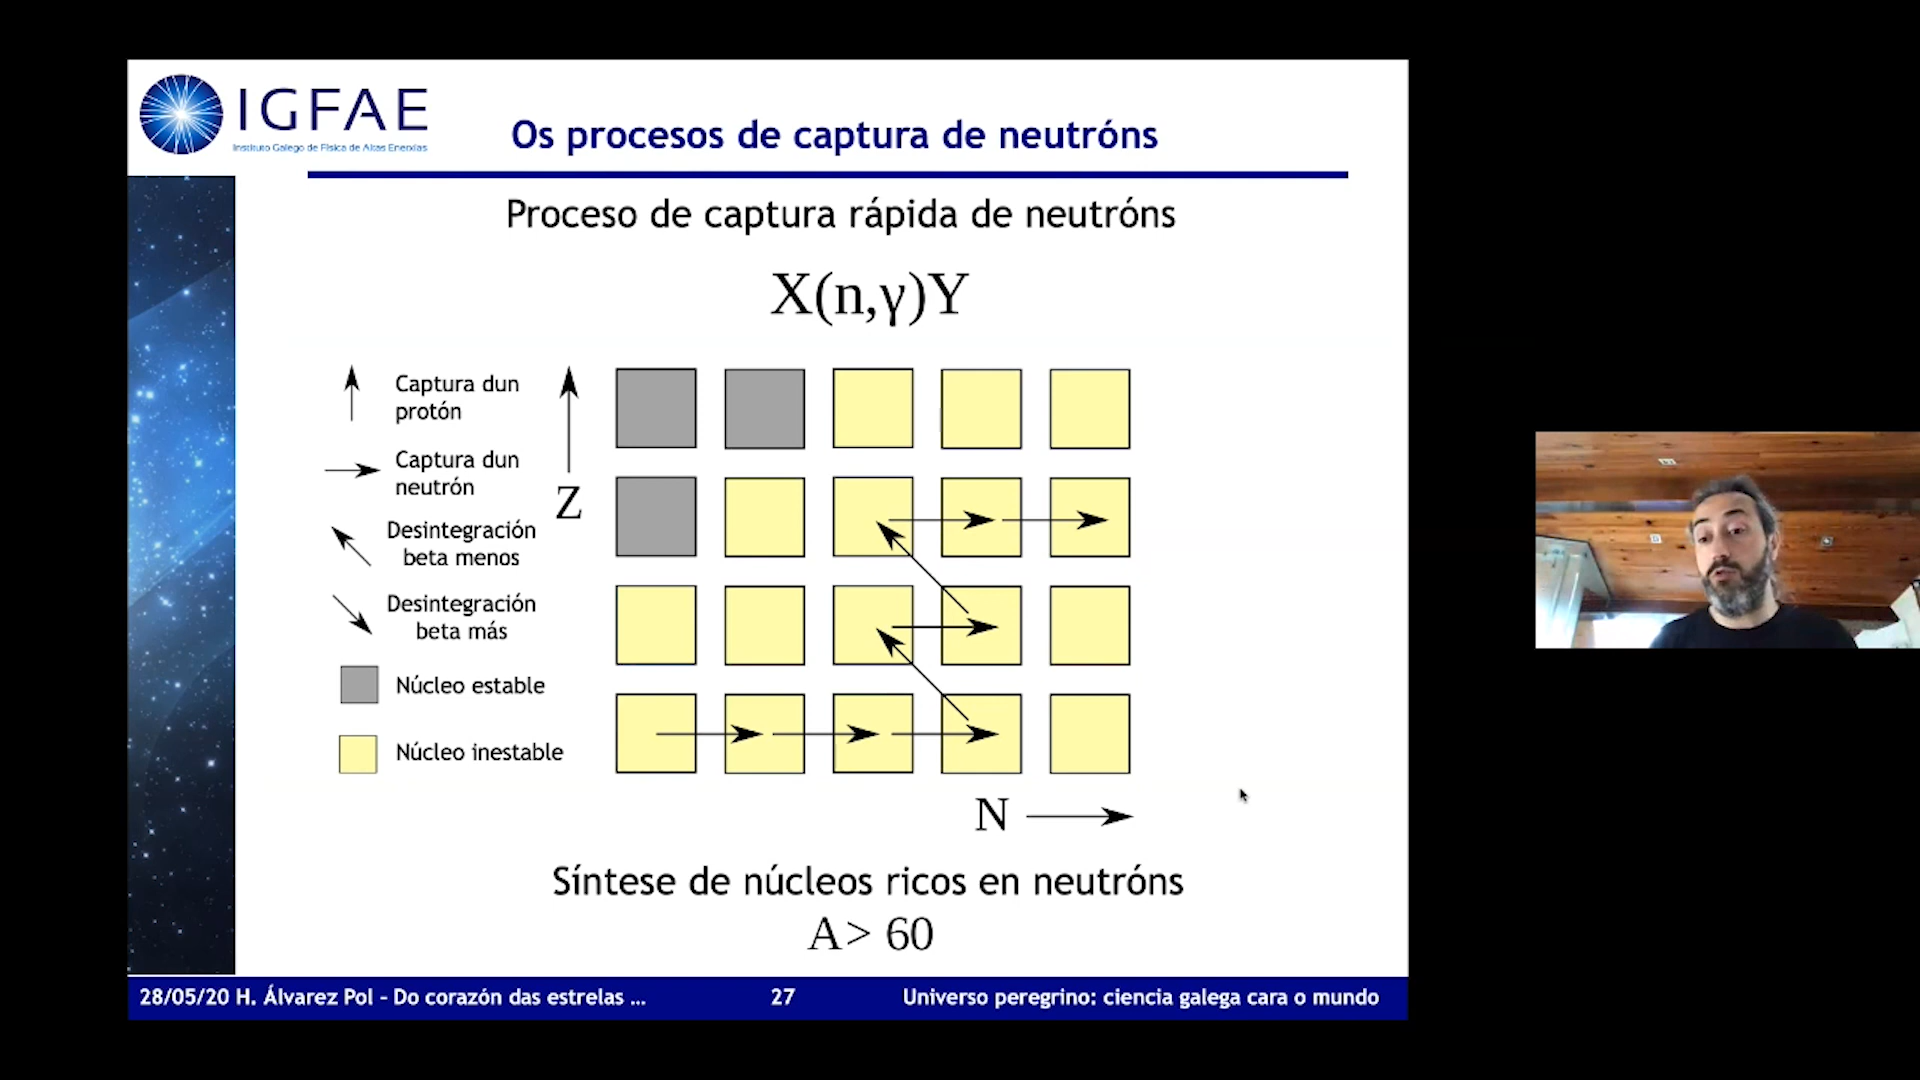 IGFAE
Instituto Galego de Física de Altas Enerxías
Os procesos de captura de neutróns
Proceso de captura rápida de neutróns
X(n,γ)Y
Captura dun
protón
Captura dun
neutrón
Z
Desintegración
beta menos
Desintegración
beta más
Núcleo estable
Núcleo inestable
N
Síntese de núcleos ricos en neutróns
A> 60
28/05/20 H. Álvarez Pol - Do corazón das estrelas ...
27
Universo peregrino: ciencia galega cara o mundo